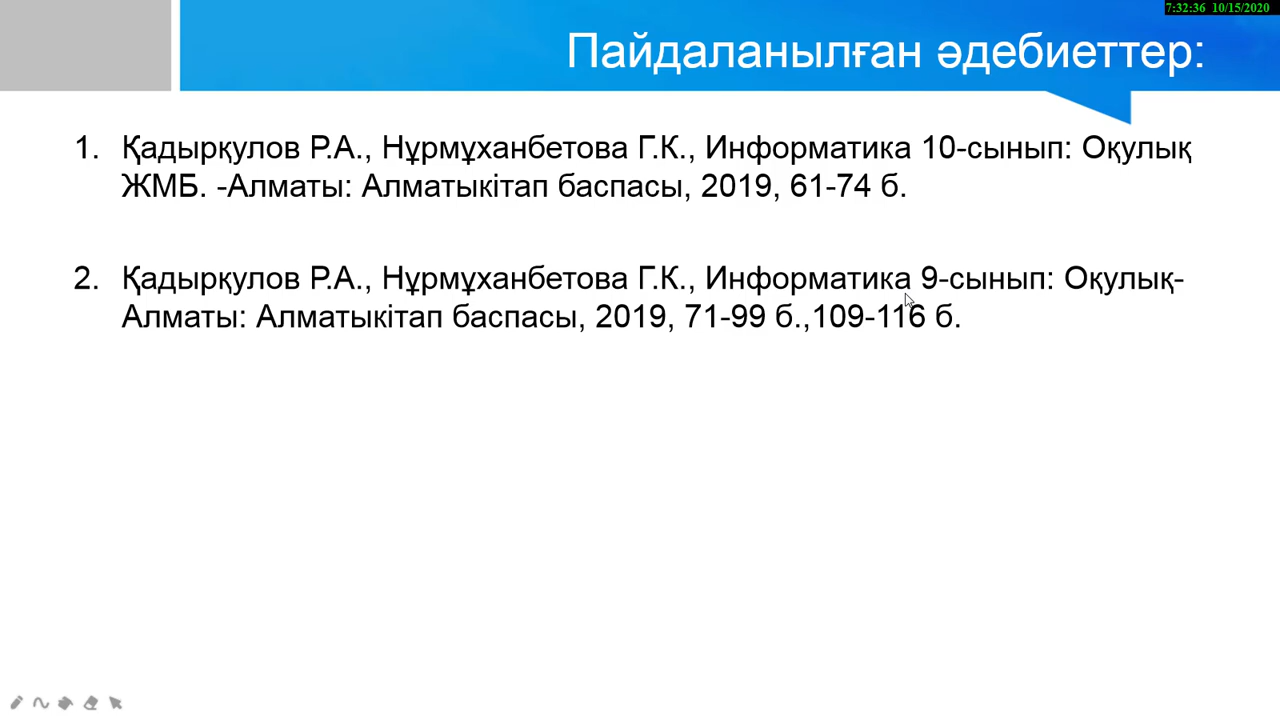 7:32:36 10/15/2020
Пайдаланылған әдебиеттер:
1. Қадырқулов Р.А., Нұрмұханбетова Г.К., Информатика 10-сынып: Оқулық
ЖМБ. -Алматы: Алматыкітап баспасы, 2019, 61-74 б.
2. Қадырқулов Р.А., Нұрмұханбетова Г.К., Информатика 9-сынып: Оқулық-
Алматы: Алматыкітап баспасы, 2019, 71-99 б.,109-116 б.